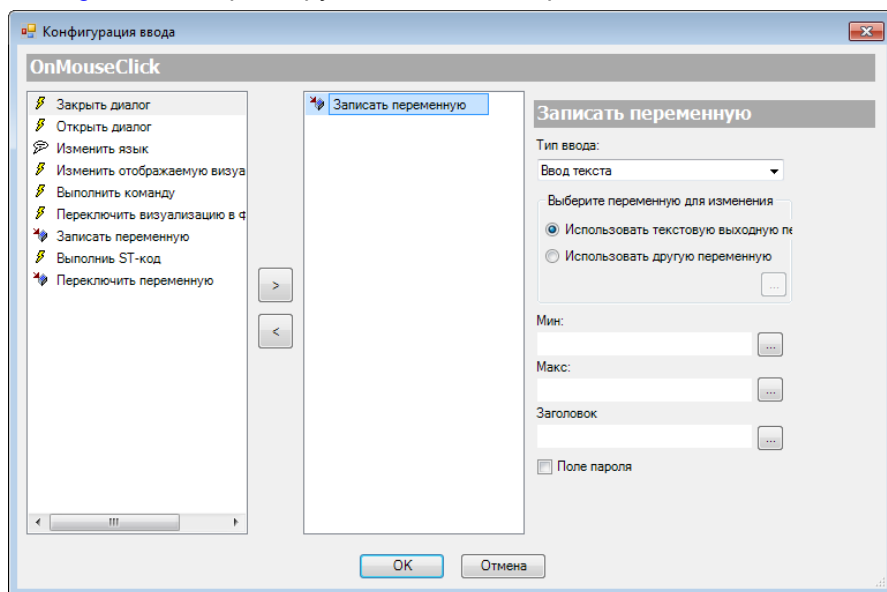 Конфигурация ввода
OnMouseClick
Закрыть диалог
Открыть диалог
Изменить язык
Изменить отображаемую визуа
Выполнить команду
Переключить визуализацию в ф
Записать переменную
Выполниь ST-код
Переключить переменную
>
<
Записать переменную
Записать переменную
Тип ввода:
Ввод текста
Выберите переменную для изменения
Использовать текстовую выходную пе
Использовать другую переменную
...
Мин:
...
Макс:
...
Заголовок
...
Поле пароля
OK
Отмена